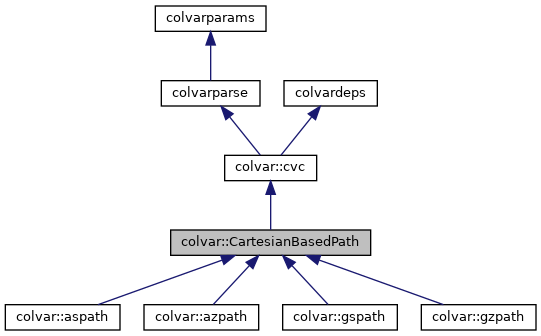 colvarparams
colvarparse
colvardeps
colvar::cvc
colvar::CartesianBasedPath
colvar::aspath
colvar::azpath
colvar::gspath
colvar::gzpath